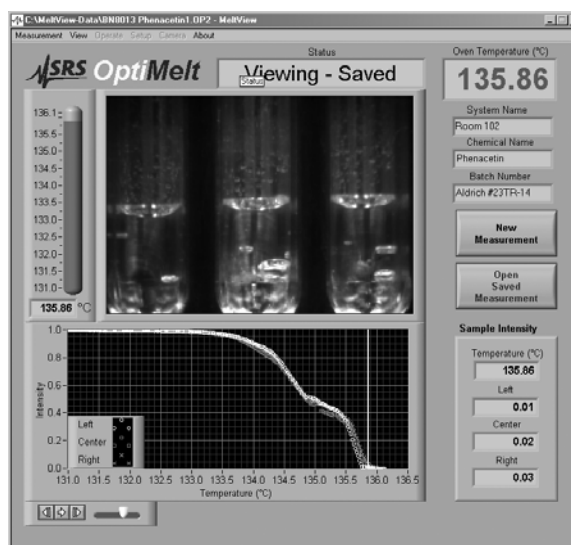 C:\MeltView-Data\BN0013 Phenacetin1.OP2 - MeltView
Measurement View Operate Setup Camera About
SRS OptiMelt
Status
Viewing - Saved
Status
Oven Temperature (°C)
135.86
System Name
Room 102
Chemical Name
Phenacetin
Batch Number
Aldrich #23TR-14
New
Measurement
Open
Saved
Measurement
136.1
135.5
135.0
134.5
134.0
133.5
133.0
132.5
132.0
131.5
131.0
135.86 °C
Intensity
1.0
0.8
0.6
0.4
0.2
0.0
Left
Center
Right
131.0 131.5 132.0 132.5 133.0 133.5 134.0 134.5 135.0 135.5 136.0 136.5
Temperature (°C)
Sample Intensity
Temperature (°C)
135.86
Left
0.01
Center
0.02
Right
0.03